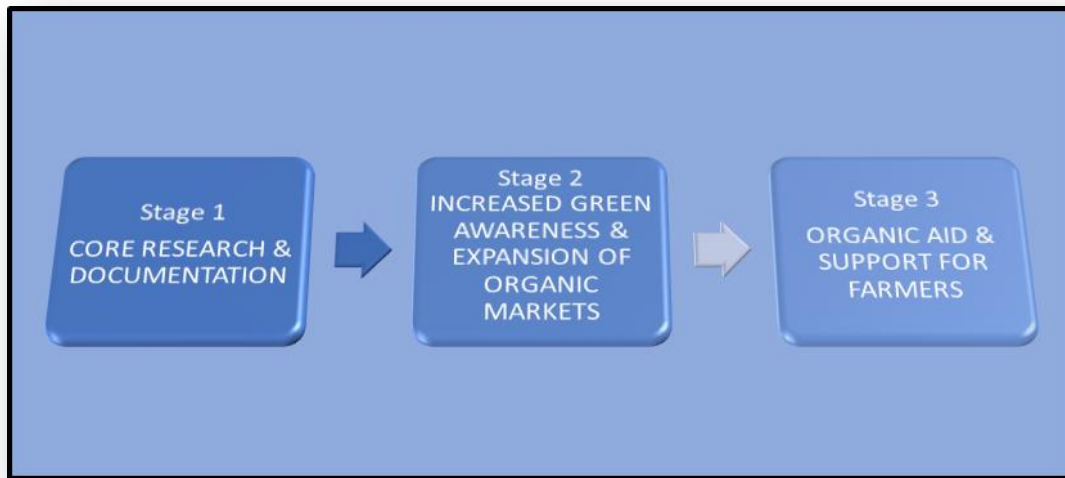 Stage 1
CORE RESEARCH &
DOCUMENTATION
Stage 2
INCREASED GREEN
AWARENESS &
EXPANSION OF
ORGANIC
MARKETS
Stage 3
ORGANIC AID &
SUPPORT FOR
FARMERS